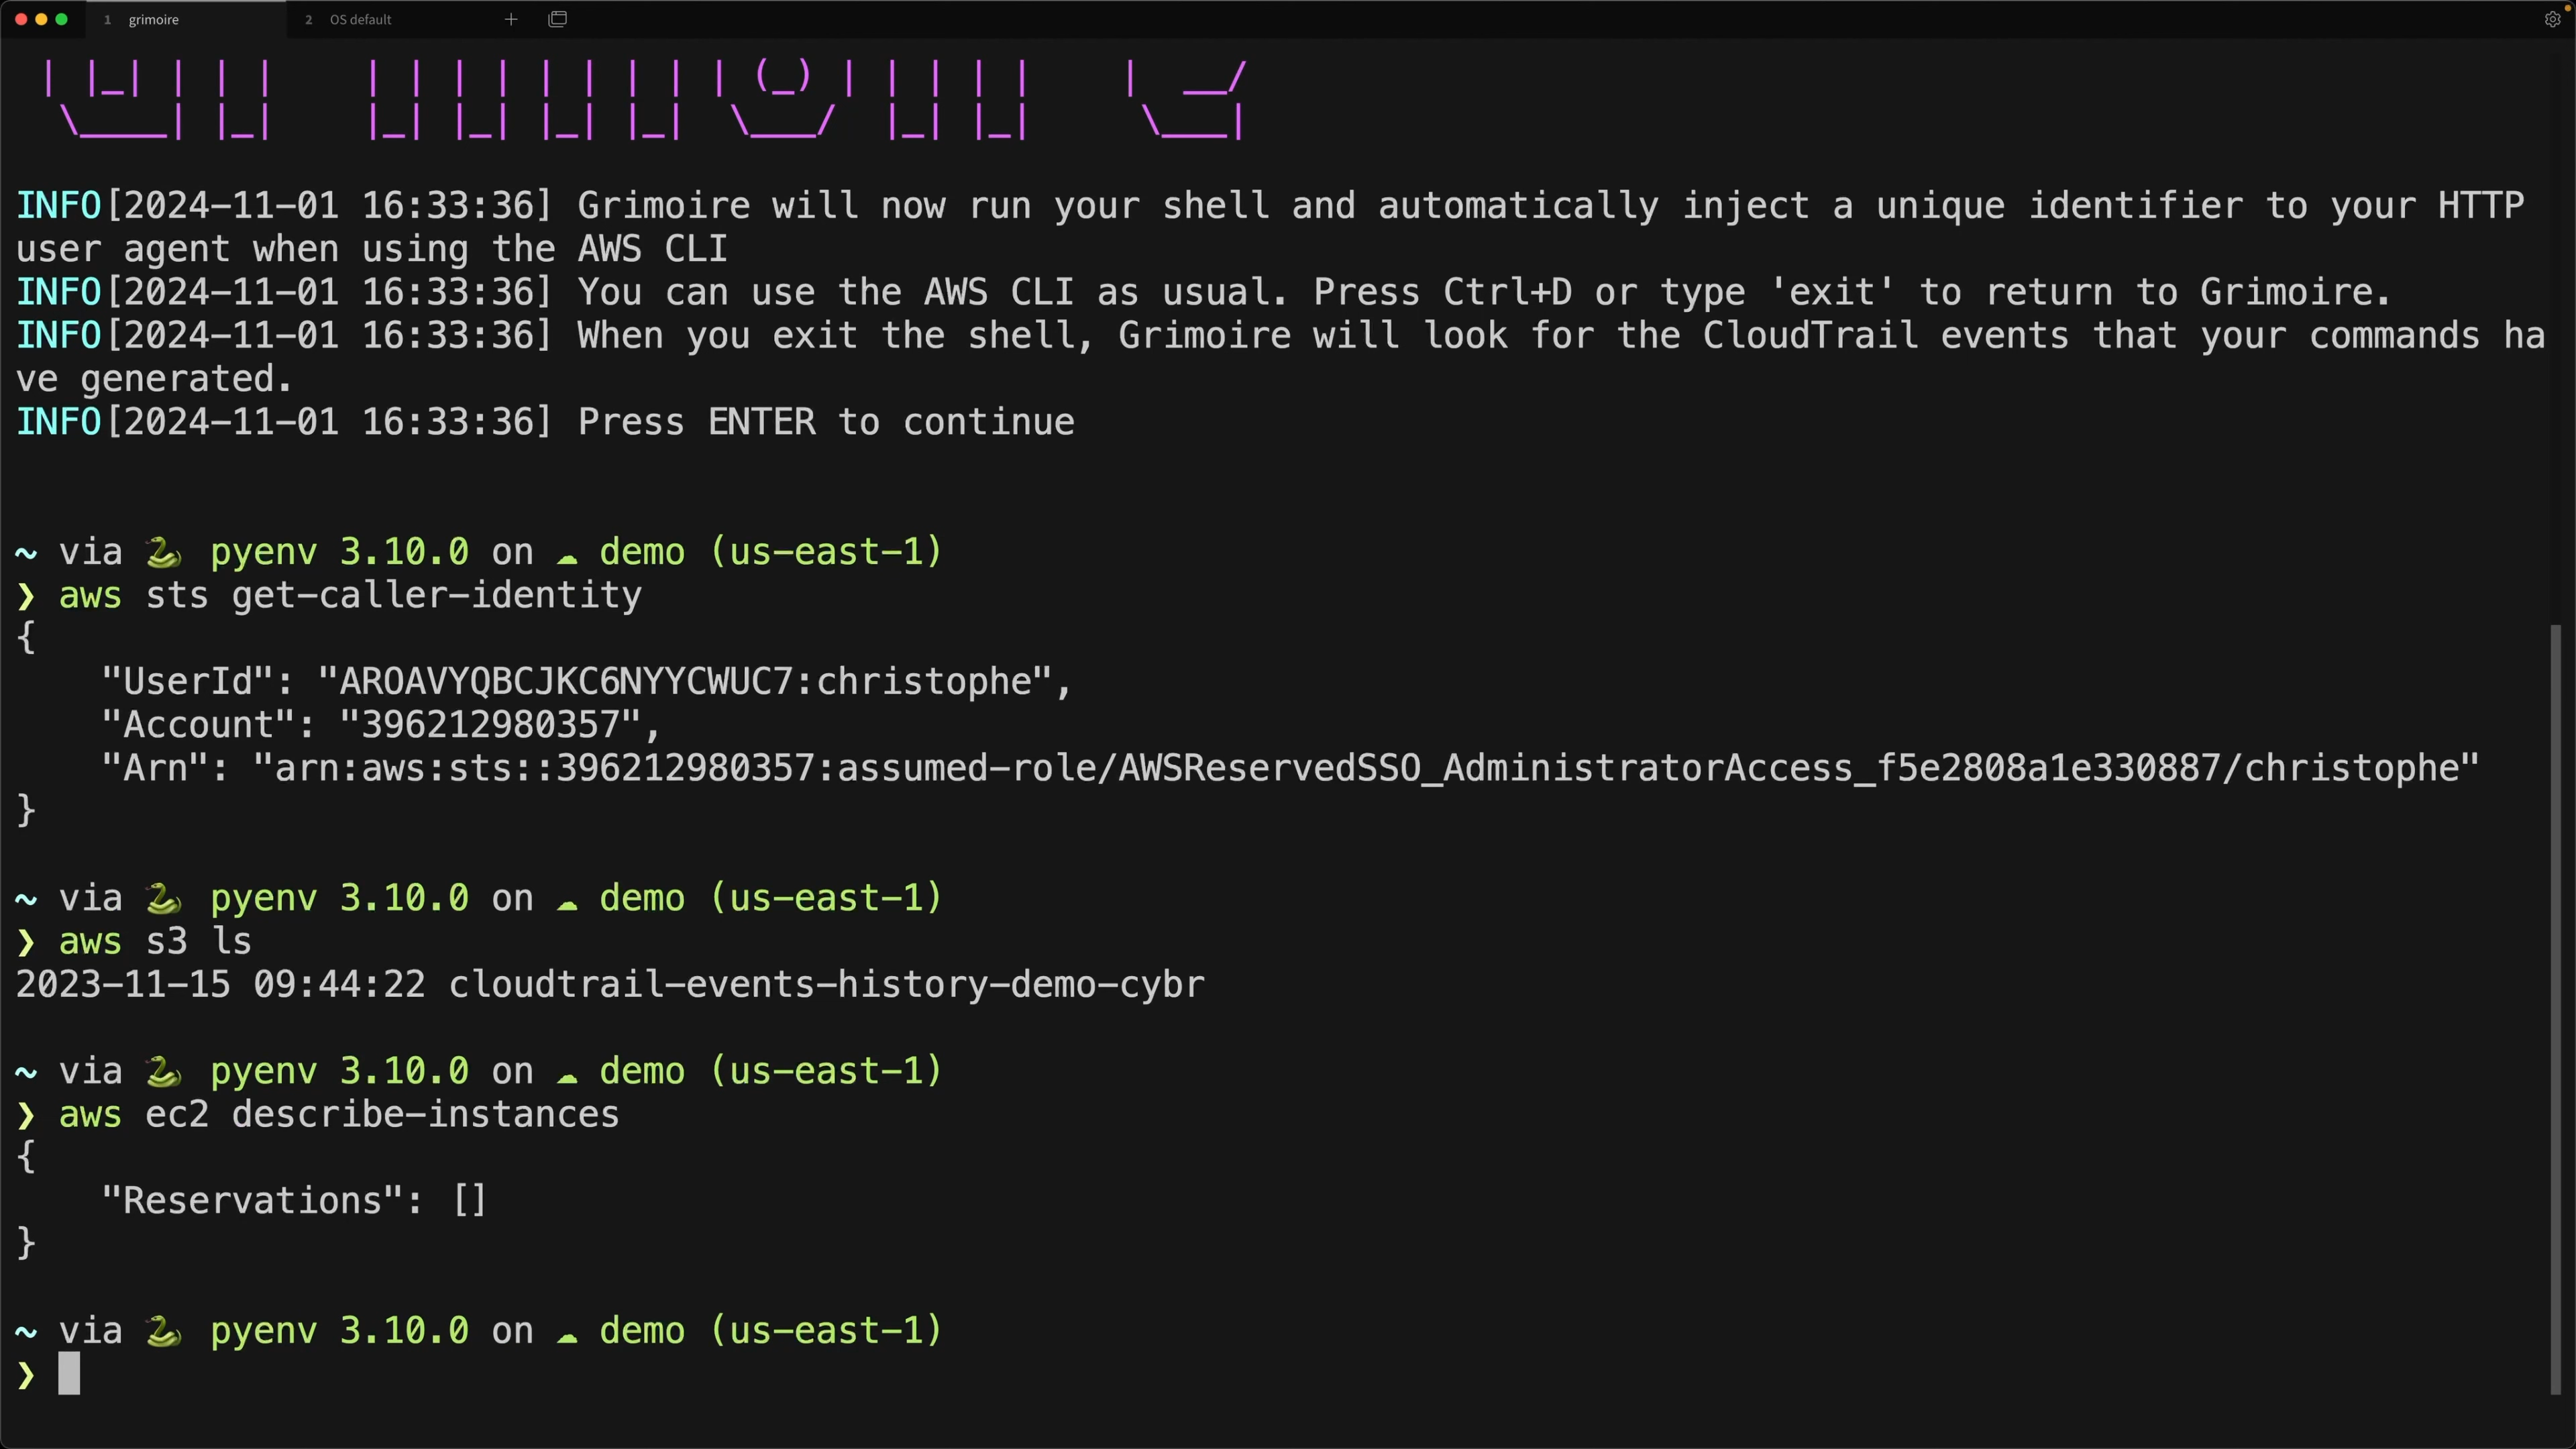 1 grimoire 2 OS default +
| |_| | | |    | | | | | | | | | (_) | | | | |    |  __/
\____| |_|     |_| |_| |_| |_|  \___/  |_| |_|     \___|
INFO[2024-11-01 16:33:36] Grimoire will now run your shell and automatically inject a unique identifier to your HTTP
user agent when using the AWS CLI
INFO[2024-11-01 16:33:36] You can use the AWS CLI as usual. Press Ctrl+D or type 'exit' to return to Grimoire.
INFO[2024-11-01 16:33:36] When you exit the shell, Grimoire will look for the CloudTrail events that your commands ha
ve generated.
INFO[2024-11-01 16:33:36] Press ENTER to continue
~ via 🐍 pyenv 3.10.0 on ☁ demo (us-east-1)
❯ aws sts get-caller-identity
{
    "UserId": "AROAVYQBCJKC6NYYCWUC7:christophe",
    "Account": "396212980357",
    "Arn": "arn:aws:sts::396212980357:assumed-role/AWSReservedSSO_AdministratorAccess_f5e2808a1e330887/christophe"
}
~ via 🐍 pyenv 3.10.0 on ☁ demo (us-east-1)
❯ aws s3 ls
2023-11-15 09:44:22 cloudtrail-events-history-demo-cybr
~ via 🐍 pyenv 3.10.0 on ☁ demo (us-east-1)
❯ aws ec2 describe-instances
{
    "Reservations": []
}
~ via 🐍 pyenv 3.10.0 on ☁ demo (us-east-1)
❯